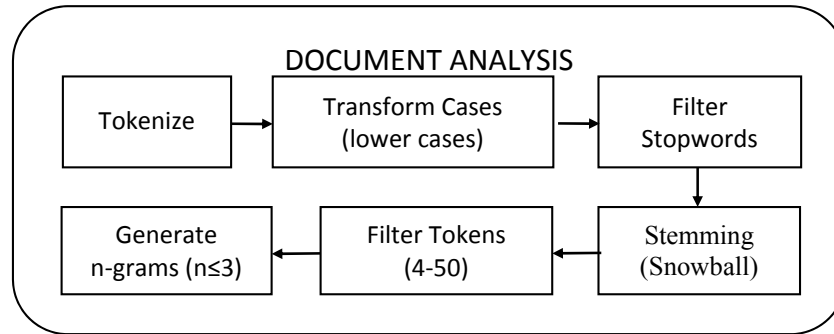 DOCUMENT ANALYSIS
Tokenize
Transform Cases
(lower cases)
Filter
Stopwords
Stemming
(Snowball)
Filter Tokens
(4-50)
Generate
n-grams (n≤3)